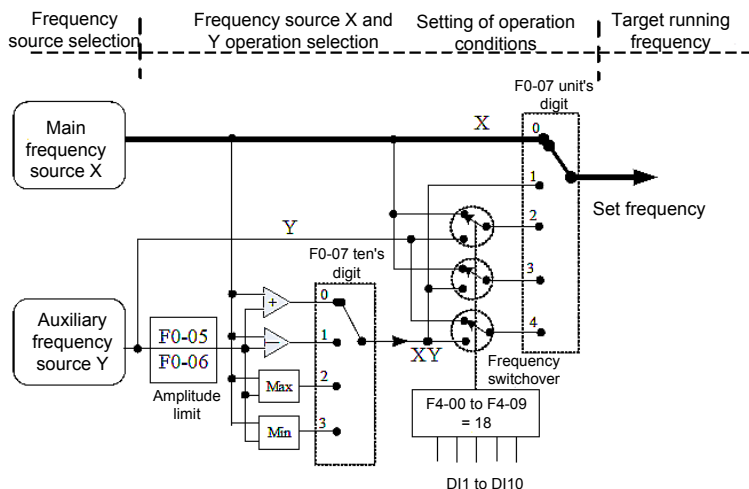 Frequency
source selection
Frequency source X and
Y operation selection
Setting of operation
conditions
Target running
frequency
F0-07 unit's
digit
Main
frequency
source X
X
0
1
2
3
4
Set frequency
Y
F0-07 ten's
digit
0
1
2
3
Auxiliary
frequency
source Y
F0-05
F0-06
Amplitude
limit
+
−
Max
Min
XY
Frequency
switchover
F4-00 to F4-09
= 18
DI1 to DI10